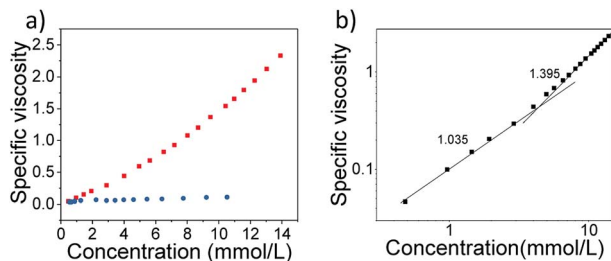 a)
Specific viscosity
2.5
2.0
1.5
1.0
0.5
0.0
0 2 4 6 8 10 12 14
Concentration (mmol/L)
b)
Specific viscosity
1
0.1
1.395
1.035
1 10
Concentration(mmol/L)